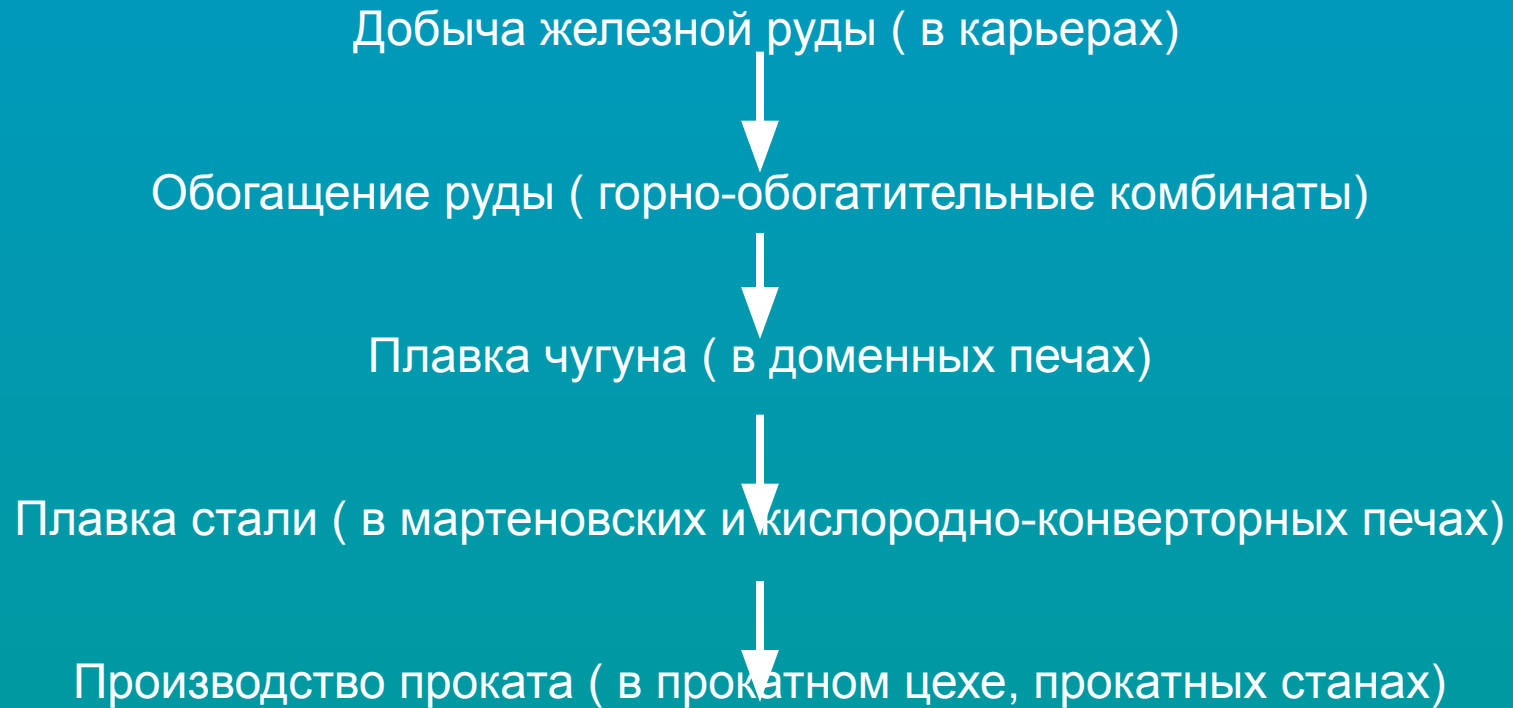 Добыча железной руды ( в карьерах)
Обогащение руды ( горно-обогатительные комбинаты)
Плавка чугуна ( в доменных печах)
Плавка стали ( в мартеновских и кислородно-конверторных печах)
Производство проката ( в прокатном цехе, прокатных станах)